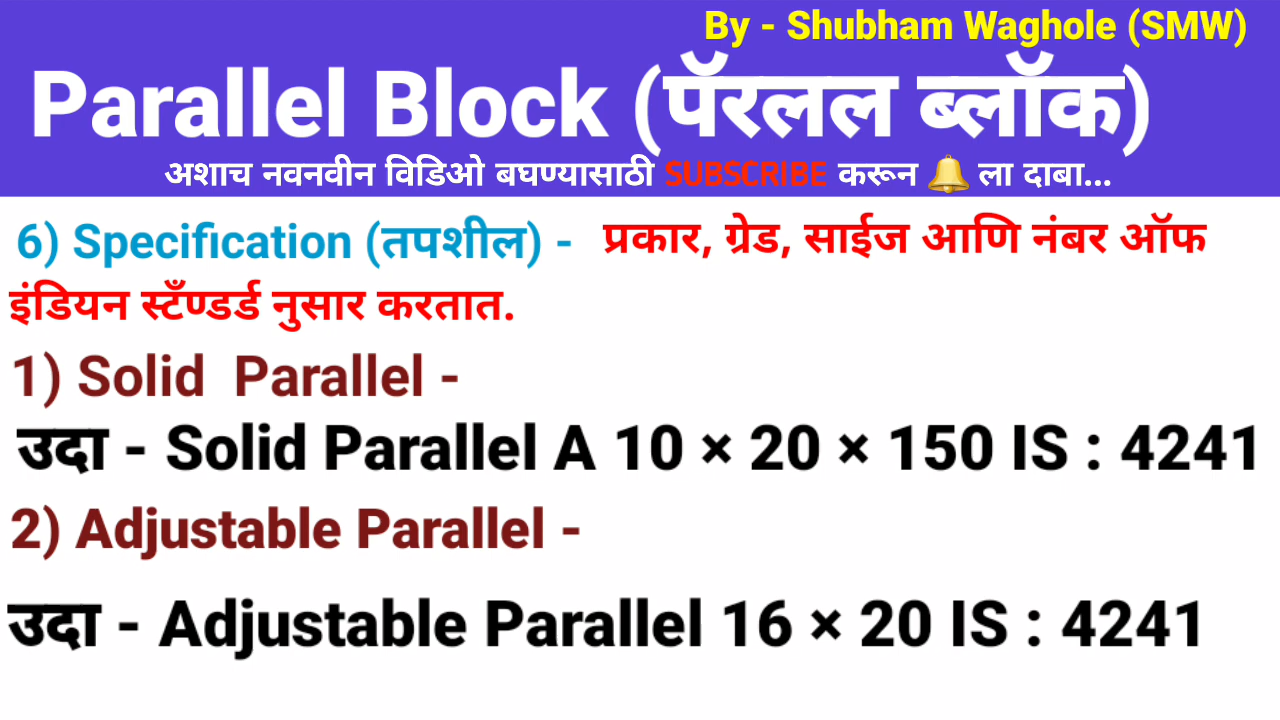 By - Shubham Waghole (SMW)
Parallel Block (पॅरलल ब्लॉक)
अशाच नवनवीन विडिओ बघण्यासाठी SUBSCRIBE करून 🔔 ला दाबा...
6) Specification (तपशील) - प्रकार, ग्रेड, साईज आणि नंबर ऑफ
इंडियन स्टँण्डर्ड नुसार करतात.
1) Solid Parallel -
उदा - Solid Parallel A 10 × 20 × 150 IS : 4241
2) Adjustable Parallel -
उदा - Adjustable Parallel 16 × 20 IS : 4241